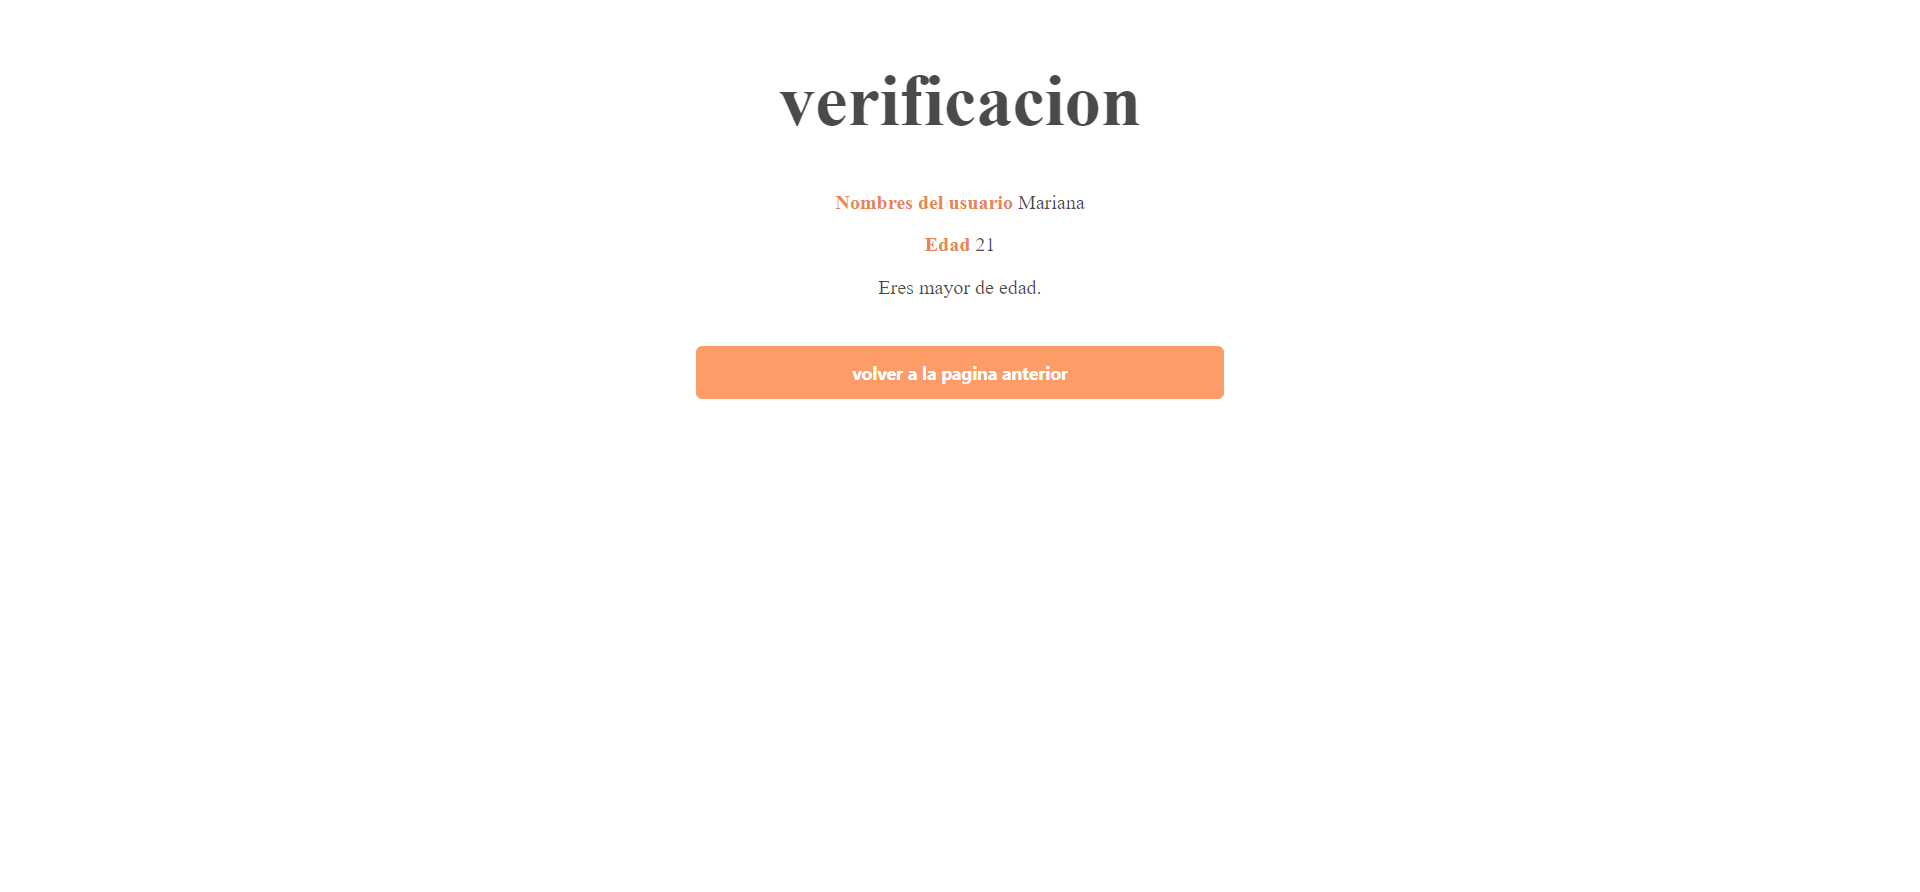 verificacion
Nombres del usuario Mariana
Edad 21
Eres mayor de edad.
volver a la pagina anterior